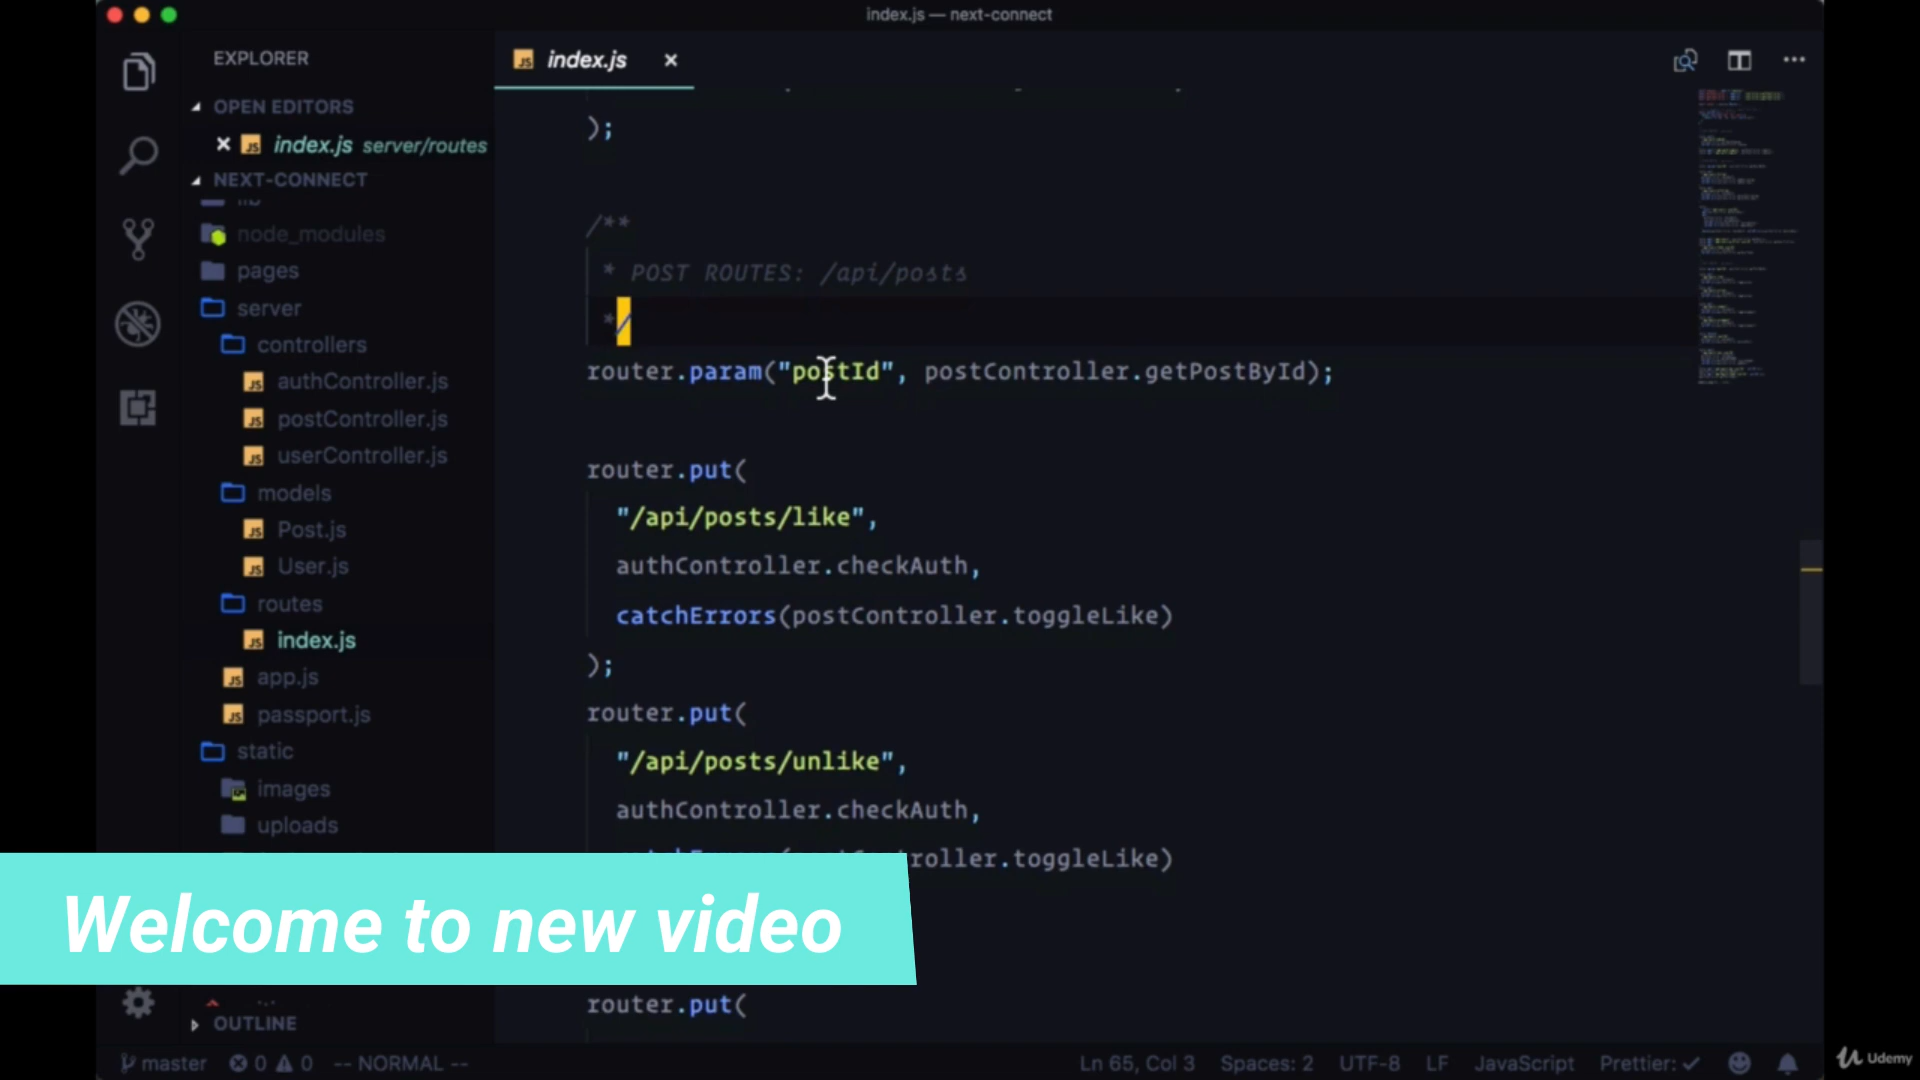 index.js — next-connect
EXPLORER
OPEN EDITORS
index.js server/routes
NEXT-CONNECT
lib
node_modules
pages
server
controllers
authController.js
postController.js
userController.js
models
Post.js
User.js
routes
index.js
app.js
passport.js
static
images
uploads
OUTLINE
index.js
);
/**
* POST ROUTES: /api/posts
*/
router.param("postId", postController.getPostById);
router.put(
"/api/posts/like",
authController.checkAuth,
catchErrors(postController.toggleLike)
);
router.put(
"/api/posts/unlike",
authController.checkAuth,
catchErrors(postController.toggleLike)
router.put(
Welcome to new video
master 0 0 -- NORMAL --
Ln 65, Col 3 Spaces: 2 UTF-8 LF JavaScript Prettier: ✓
Udemy